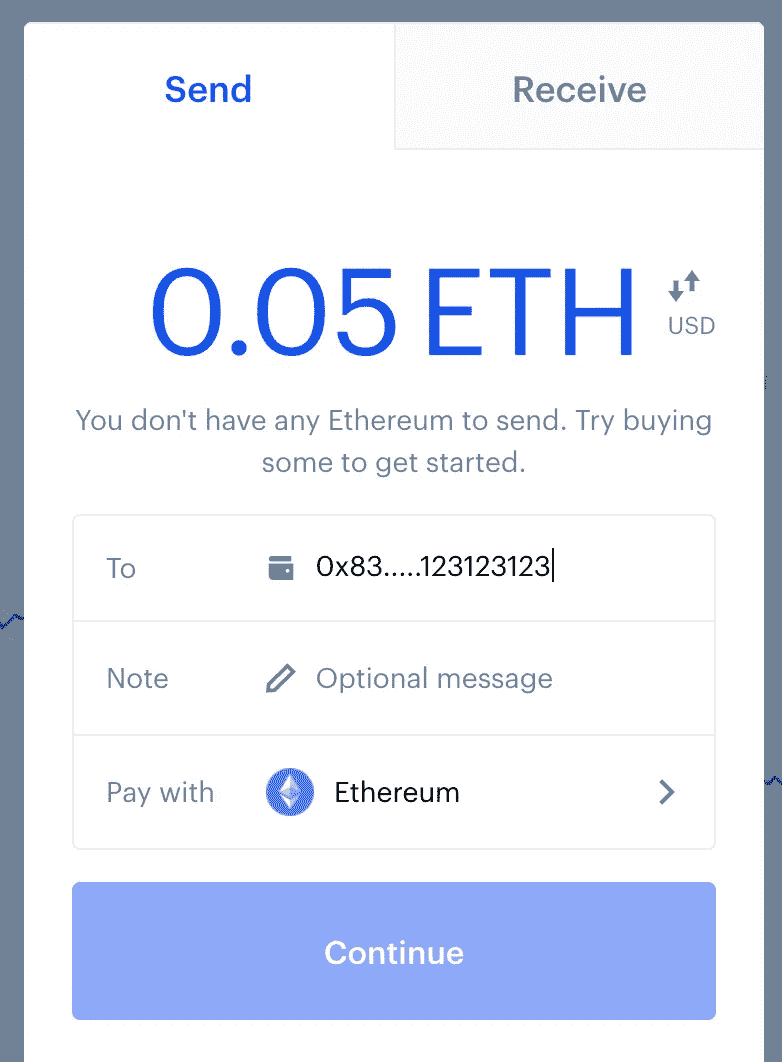 Send
Receive
0.05 ETH
USD
You don't have any Ethereum to send. Try buying
some to get started.
To 0x83.....123123123
Note Optional message
Pay with Ethereum
Continue